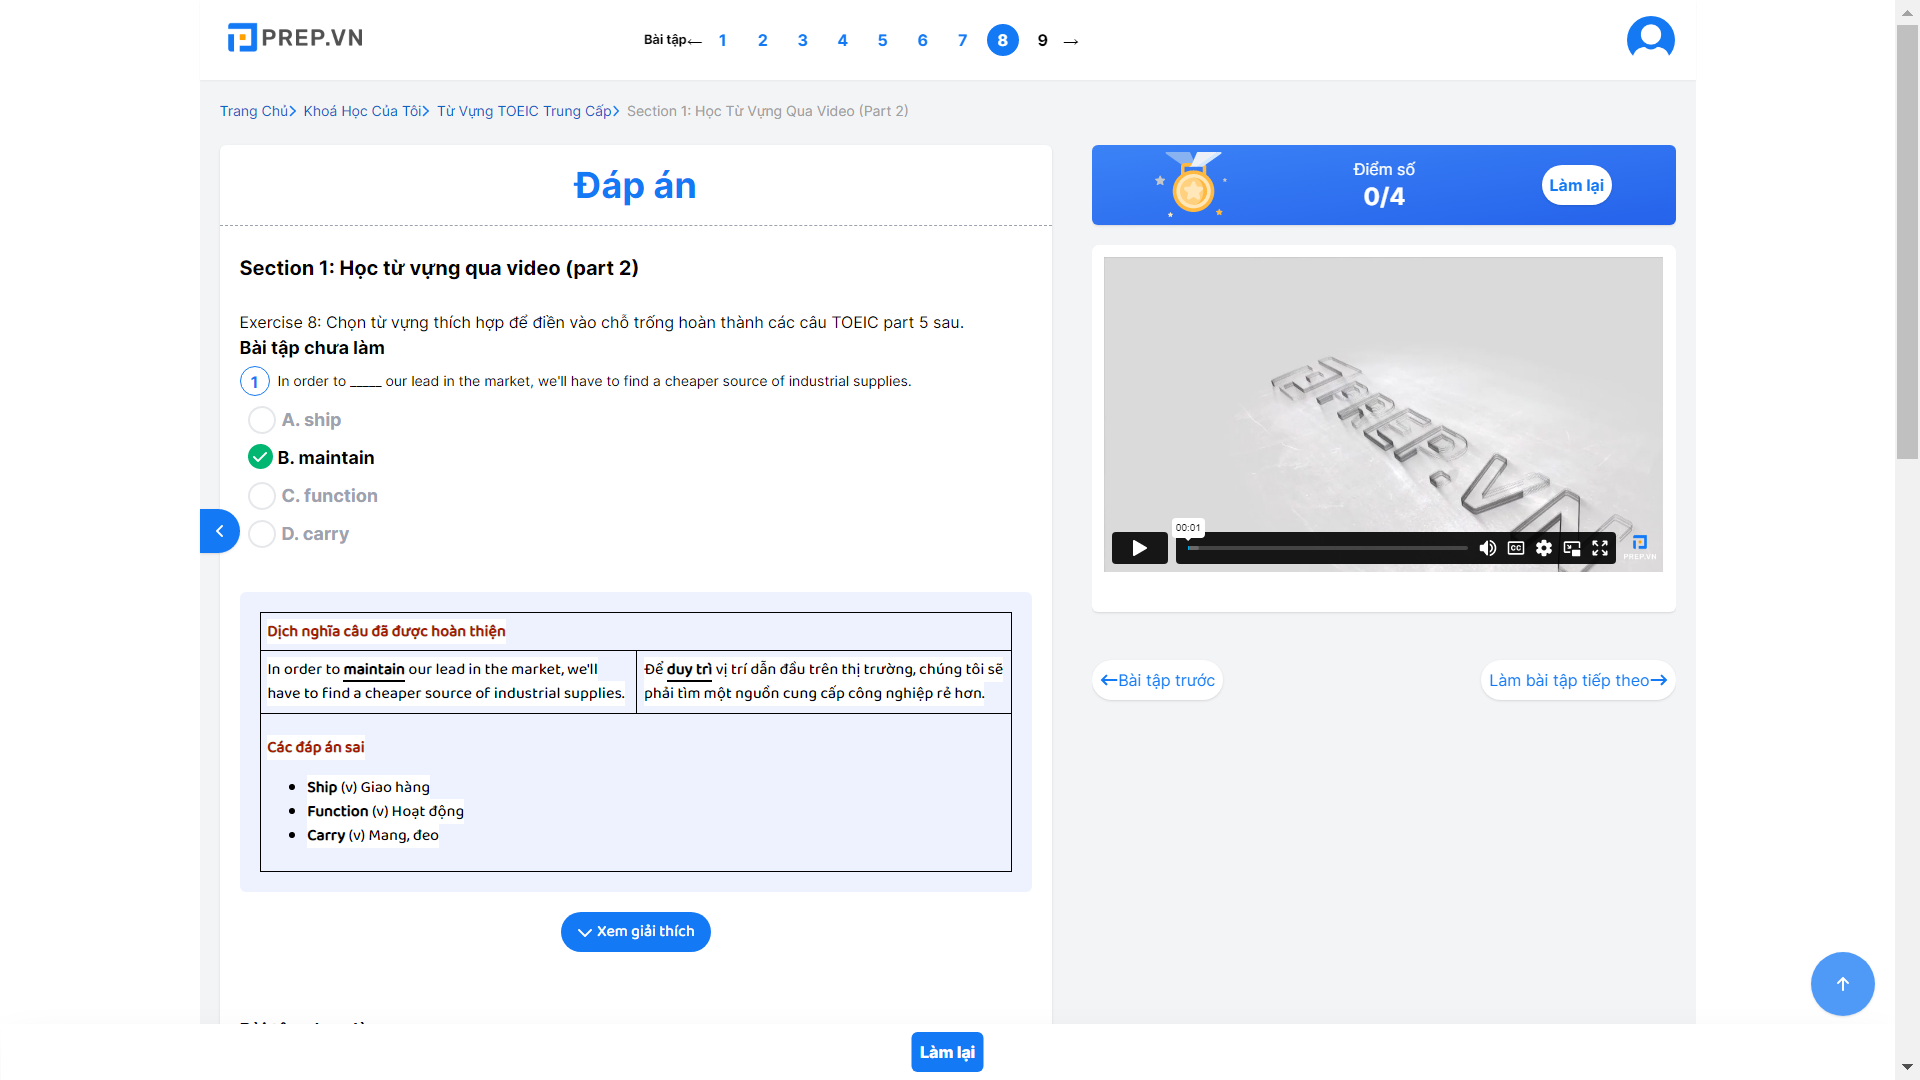 PREP.VN
Bài tập← 1 2 3 4 5 6 7 8 9 →
Trang Chủ Khoá Học Của Tôi Từ Vựng TOEIC Trung Cấp Section 1: Học Từ Vựng Qua Video (Part 2)
Đáp án
Section 1: Học từ vựng qua video (part 2)
Exercise 8: Chọn từ vựng thích hợp để điền vào chỗ trống hoàn thành các câu TOEIC part 5 sau.
Bài tập chưa làm
1 In order to _____ our lead in the market, we'll have to find a cheaper source of industrial supplies.
A. ship
B. maintain
C. function
D. carry
Dịch nghĩa câu đã được hoàn thiện
In order to maintain our lead in the market, we'll
have to find a cheaper source of industrial supplies.
Để duy trì vị trí dẫn đầu trên thị trường, chúng tôi sẽ
phải tìm một nguồn cung cấp công nghiệp rẻ hơn.
Các đáp án sai
Ship (v) Giao hàng
Function (v) Hoạt động
Carry (v) Mang, đeo
Xem giải thích
Điểm số
0/4
Làm lại
PREP.VN
00:01
CC
PREP.VN
←Bài tập trước
Làm bài tập tiếp theo→
Làm lại